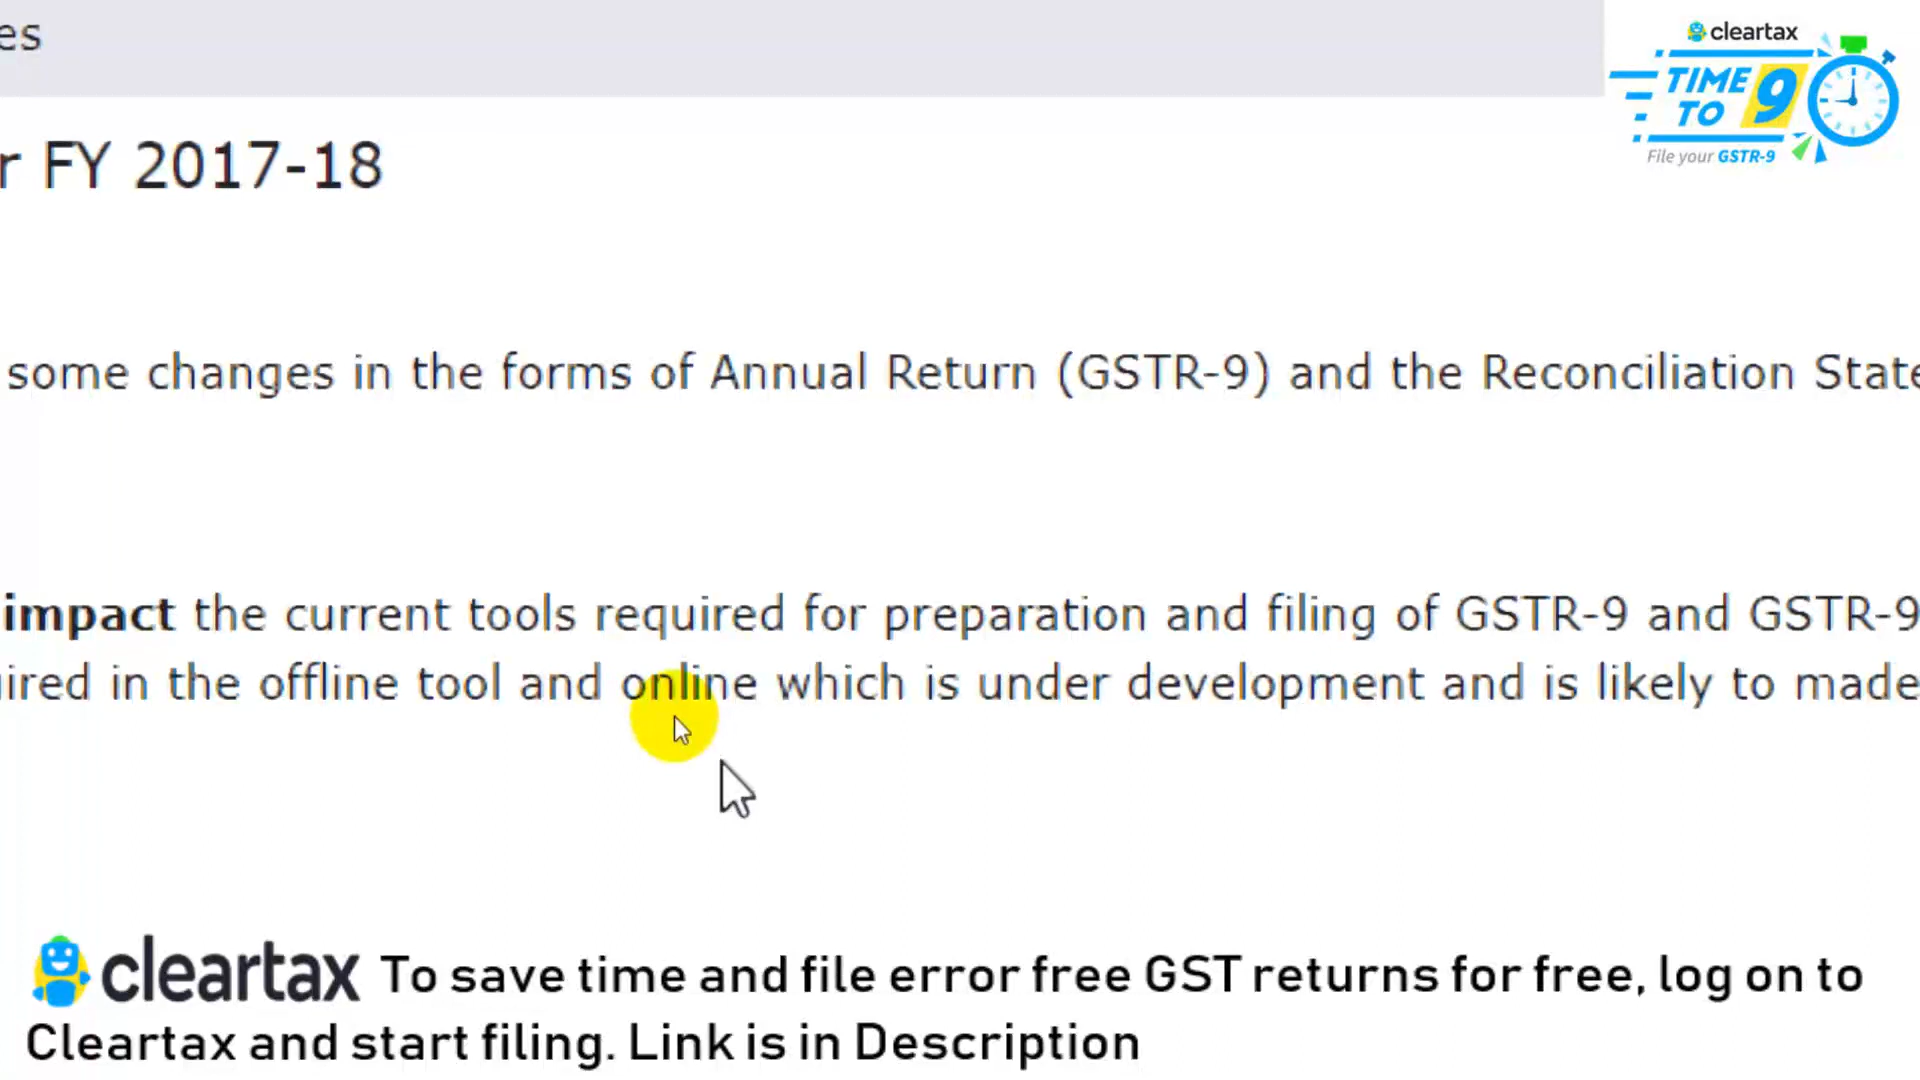 es
cleartax
TIME
TO 9
File your GSTR-9
r FY 2017-18
some changes in the forms of Annual Return (GSTR-9) and the Reconciliation State
impact the current tools required for preparation and filing of GSTR-9 and GSTR-9
ired in the offline tool and online which is under development and is likely to made
cleartax To save time and file error free GST returns for free, log on to
Cleartax and start filing. Link is in Description